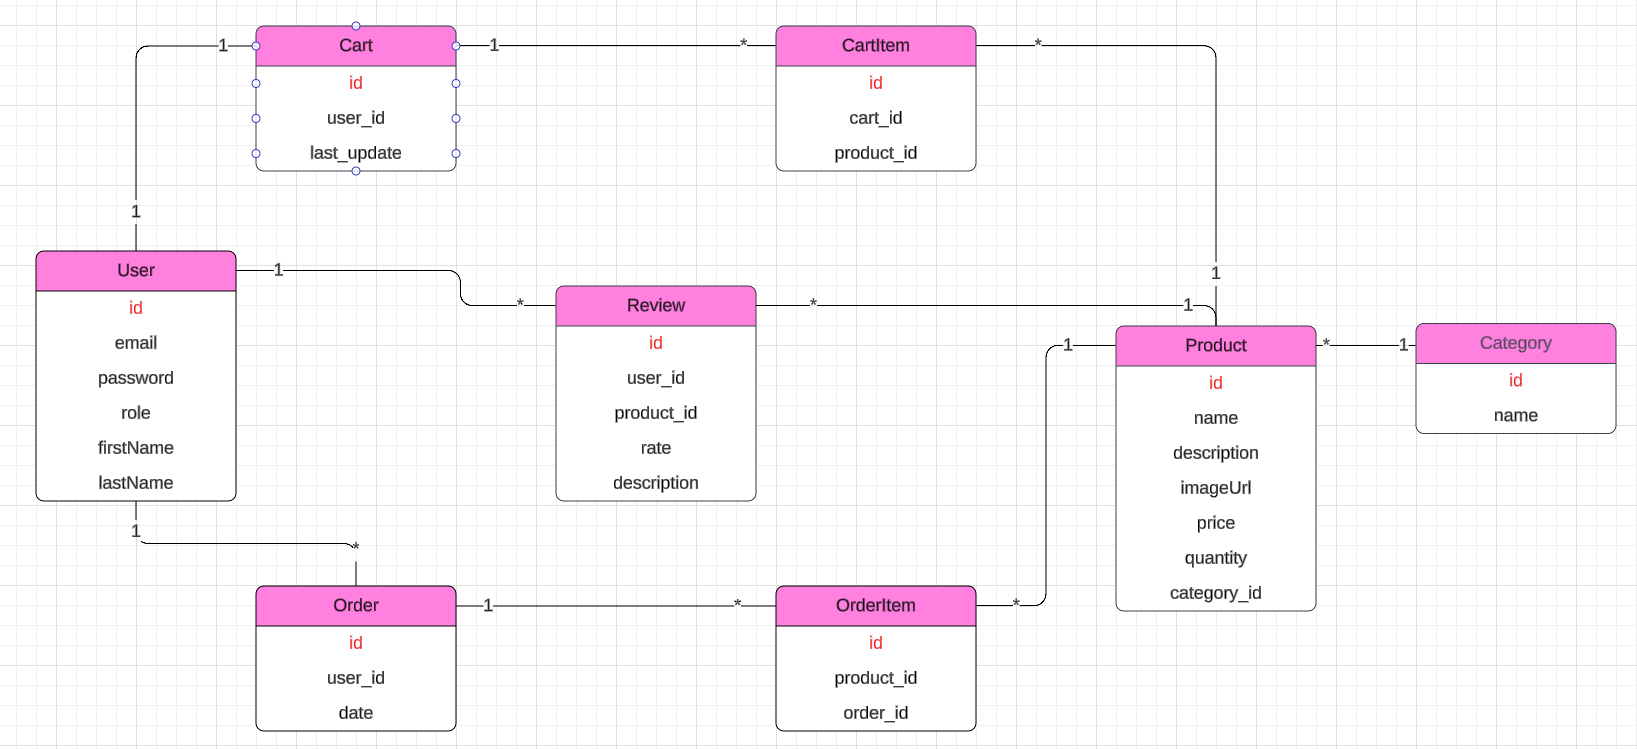 Cart
id
user_id
last_update
1
1
1
*
CartItem
id
cart_id
product_id
*
1
User
id
email
password
role
firstName
lastName
1
*
Review
id
user_id
product_id
rate
description
*
1
Product
id
name
description
imageUrl
price
quantity
category_id
*
1
Category
id
name
1
*
Order
id
user_id
date
1
*
OrderItem
id
product_id
order_id
*
1